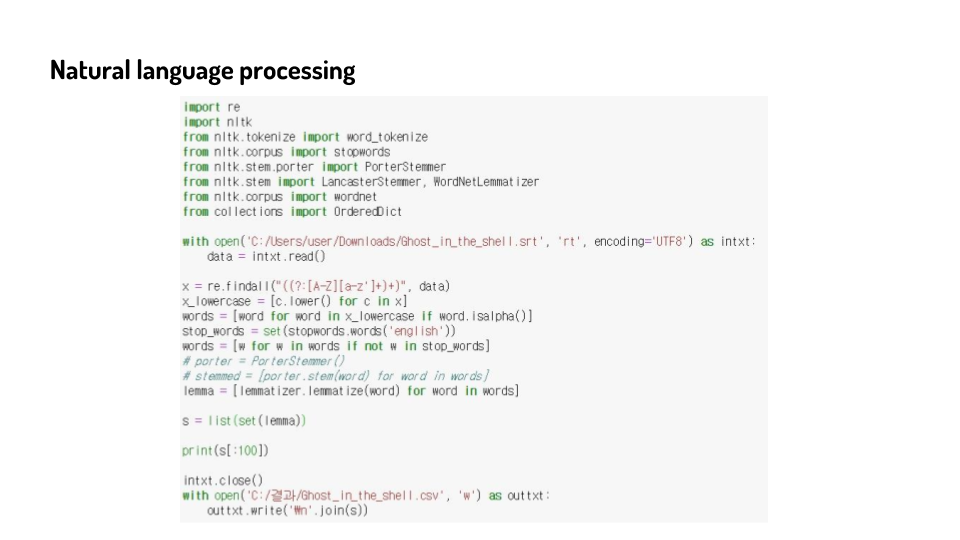 Natural language processing
import re
import nltk
from nltk.tokenize import word_tokenize
from nltk.corpus import stopwords
from nltk.stem.porter import PorterStemmer
from nltk.stem import LancasterStemmer, WordNetLemmatizer
from nltk.corpus import wordnet
from collections import OrderedDict
with open('C:/Users/user/Downloads/Ghost_in_the_shell.srt', 'rt', encoding='UTF8') as intxt:
    data = intxt.read()
x = re.findall("((?:[A-Z][a-z']+)+)", data)
x_lowercase = [c.lower() for c in x]
words = [word for word in x_lowercase if word.isalpha()]
stop_words = set(stopwords.words('english'))
words = [w for w in words if not w in stop_words]
# porter = PorterStemmer()
# stemmed = [porter.stem(word) for word in words]
lemma = [lemmatizer.lemmatize(word) for word in words]
s = list(set(lemma))
print(s[:100])
intxt.close()
with open('C:/결과/Ghost_in_the_shell.csv', 'w') as outtxt:
    outtxt.write('₩n'.join(s))